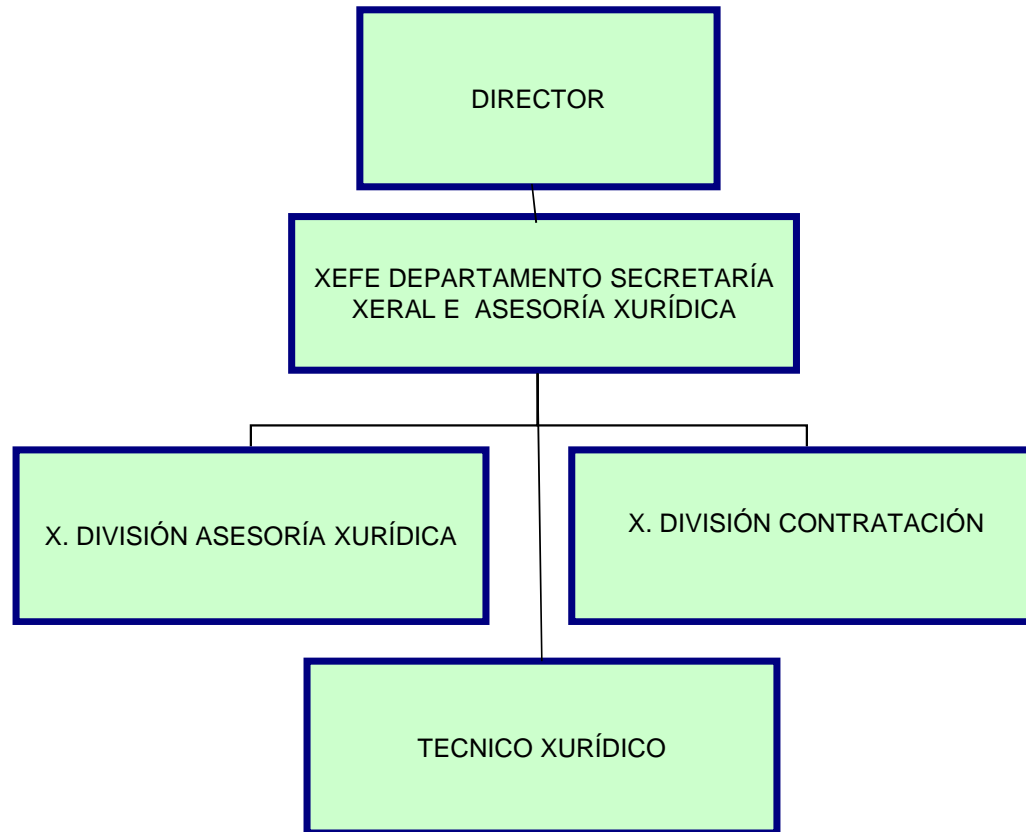 DIRECTOR
XEFE DEPARTAMENTO SECRETARÍA
XERAL E ASESORÍA XURÍDICA
X. DIVISIÓN ASESORÍA XURÍDICA
X. DIVISIÓN CONTRATACIÓN
TECNICO XURÍDICO